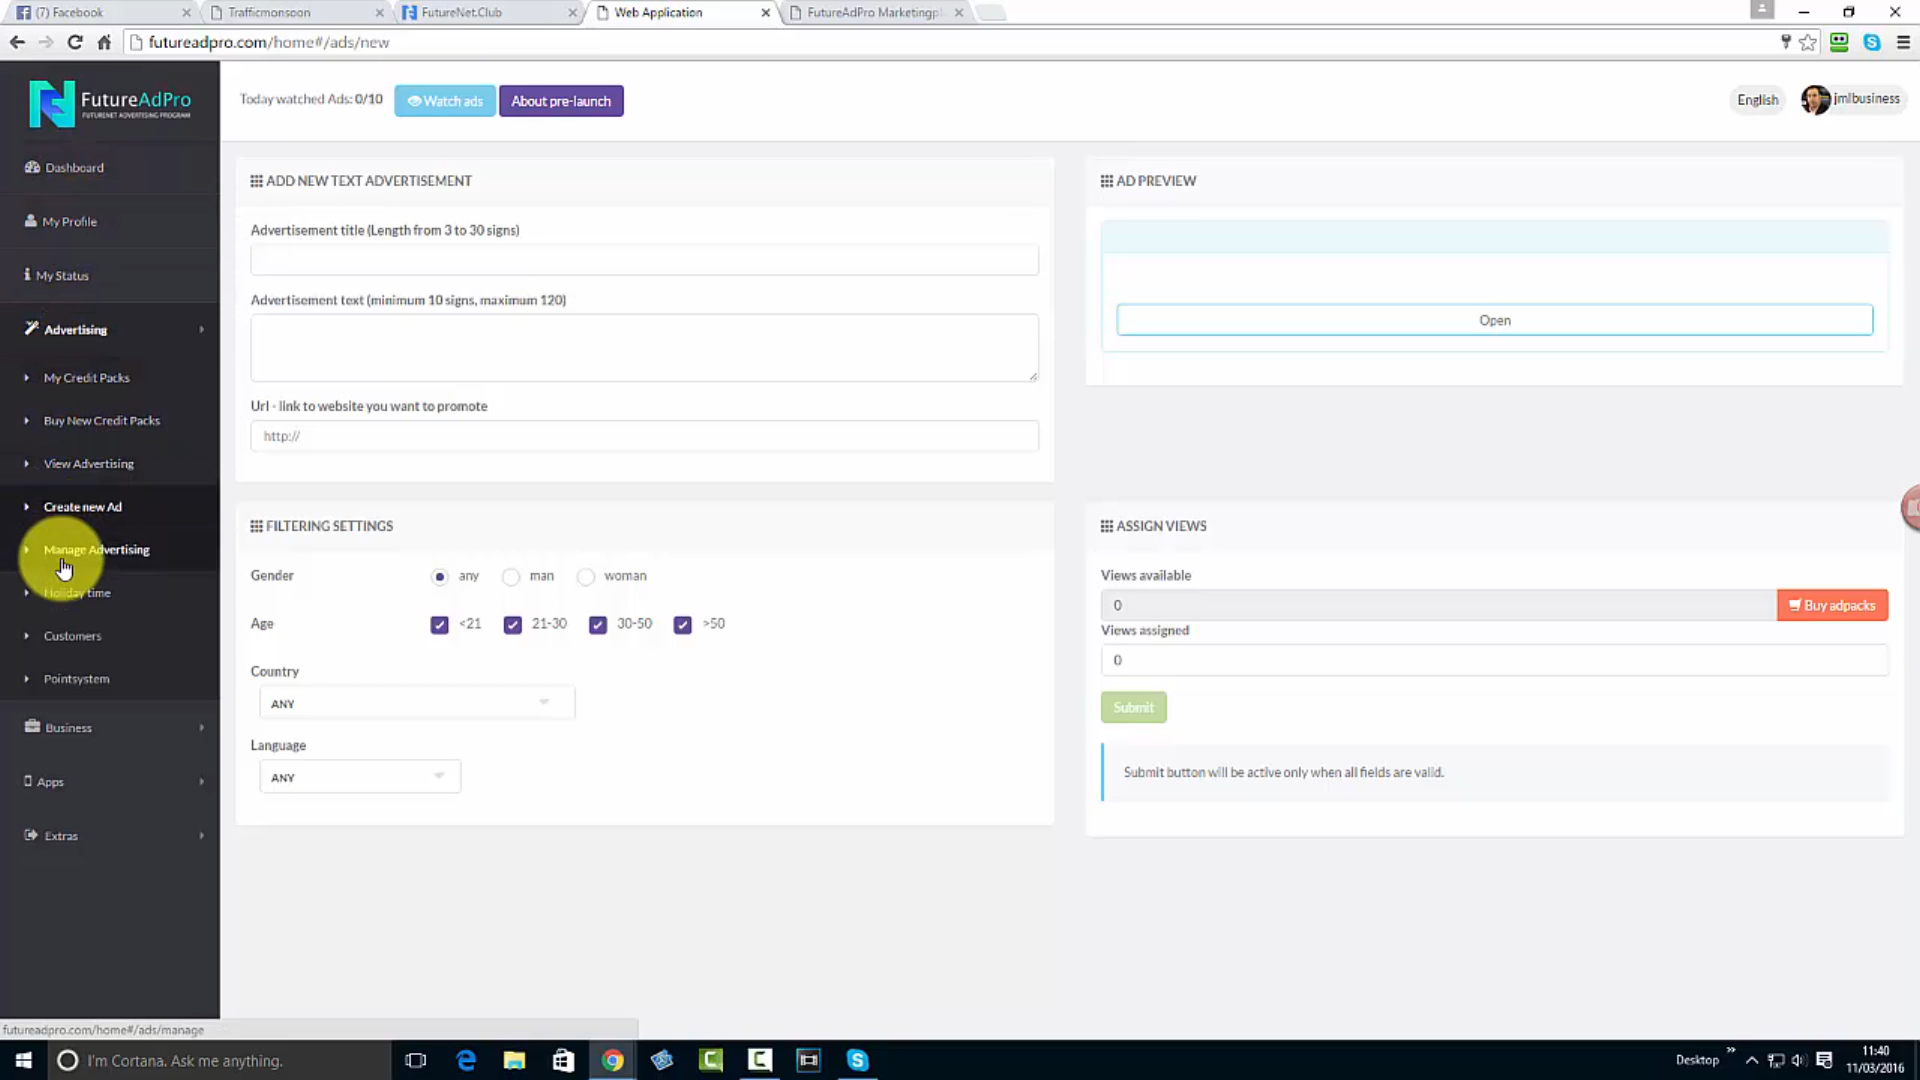 (7) Facebook
Trafficmonsoon
FutureNet.Club
Web Application
FutureAdPro Marketingpl
futureadpro.com/home#/ads/new
FutureAdPro
FUTURENET ADVERTISING PROGRAM
Today watched Ads: 0/10
Watch ads
About pre-launch
English
jmlbusiness
Dashboard
My Profile
My Status
Advertising
My Credit Packs
Buy New Credit Packs
View Advertising
Create new Ad
Manage Advertising
Holiday time
Customers
Pointsystem
Business
Apps
Extras
ADD NEW TEXT ADVERTISEMENT
Advertisement title (Length from 3 to 30 signs)
Advertisement text (minimum 10 signs, maximum 120)
Url - link to website you want to promote
http://
AD PREVIEW
Open
FILTERING SETTINGS
Gender any man woman
Age <21 21-30 30-50 >50
Country
ANY
Language
ANY
ASSIGN VIEWS
Views available
0
Buy adpacks
Views assigned
0
Submit
Submit button will be active only when all fields are valid.
futureadpro.com/home#/ads/manage
I'm Cortana. Ask me anything.
Desktop
11:40
11/03/2016